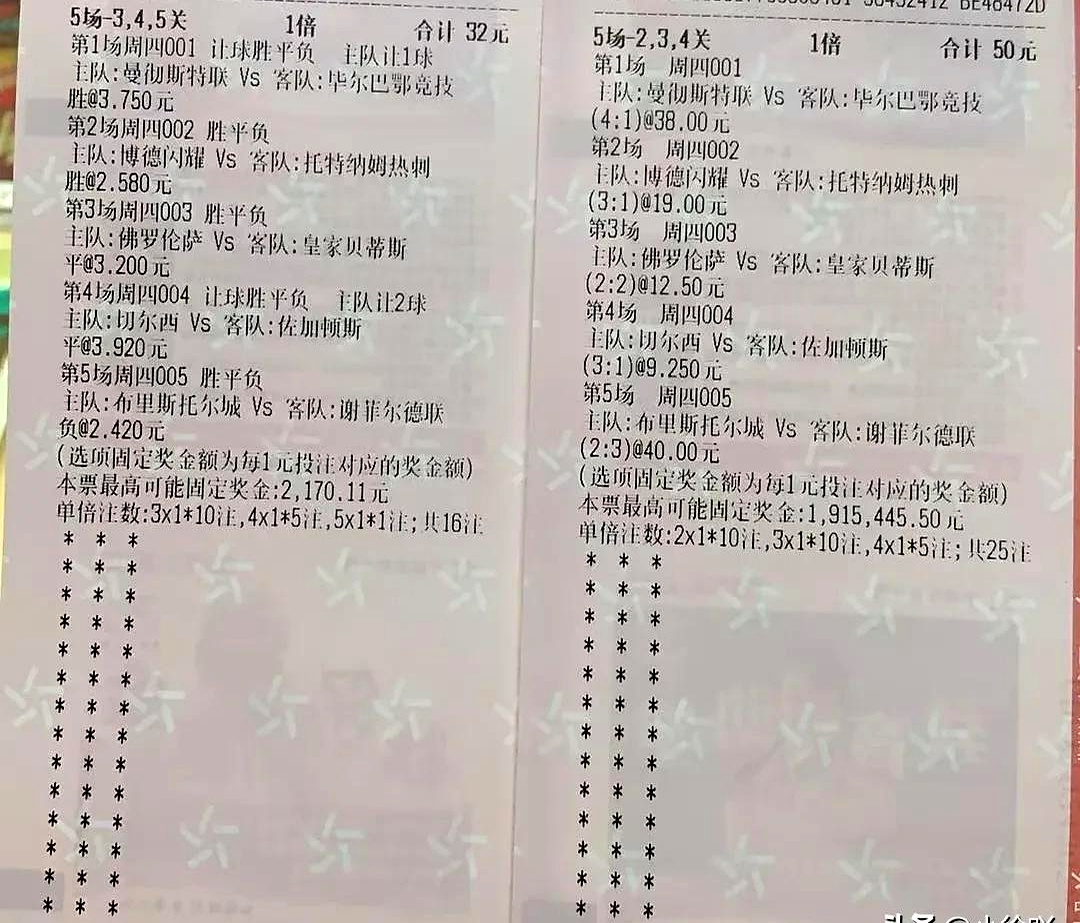 5场-3,4,5关 1倍 合计 32元
第1场周四001 让球胜平负 主队让1球
主队:曼彻斯特联 Vs 客队:毕尔巴鄂竞技
胜@3.750元
第2场周四002 胜平负
主队:博德闪耀 Vs 客队:托特纳姆热刺
胜@2.580元
第3场周四003 胜平负
主队:佛罗伦萨 Vs 客队:皇家贝蒂斯
平@3.200元
第4场周四004 让球胜平负 主队让2球
主队:切尔西 Vs 客队:佐加顿斯
平@3.920元
第5场周四005 胜平负
主队:布里斯托尔城 Vs 客队:谢菲尔德联
负@2.420元
(选项固定奖金额为每1元投注对应的奖金额)
本票最高可能固定奖金:2,170.11元
单倍注数:3x1*10注,4x1*5注,5x1*1注;共16注
* * *
* * *
* * *
* * *
* * *
* * *
* * *
* * *
* * *
* * *
* * *
* * *
* * *
* * *
5场-2,3,4关 1倍 合计 50元
第1场 周四001
主队:曼彻斯特联 Vs 客队:毕尔巴鄂竞技
(4:1)@38.00元
第2场 周四002
主队:博德闪耀 Vs 客队:托特纳姆热刺
(3:1)@19.00元
第3场 周四003
主队:佛罗伦萨 Vs 客队:皇家贝蒂斯
(2:2)@12.50元
第4场 周四004
主队:切尔西 Vs 客队:佐加顿斯
(3:1)@9.250元
第5场 周四005
主队:布里斯托尔城 Vs 客队:谢菲尔德联
(2:3)@40.00元
(选项固定奖金额为每1元投注对应的奖金额)
本票最高可能固定奖金:1,915,445.50元
单倍注数:2x1*10注,3x1*10注,4x1*5注;共25注
* * *
* * *
* * *
* * *
* * *
* * *
* * *
* * *
* * *
* * *
* * *
* * *
* * *